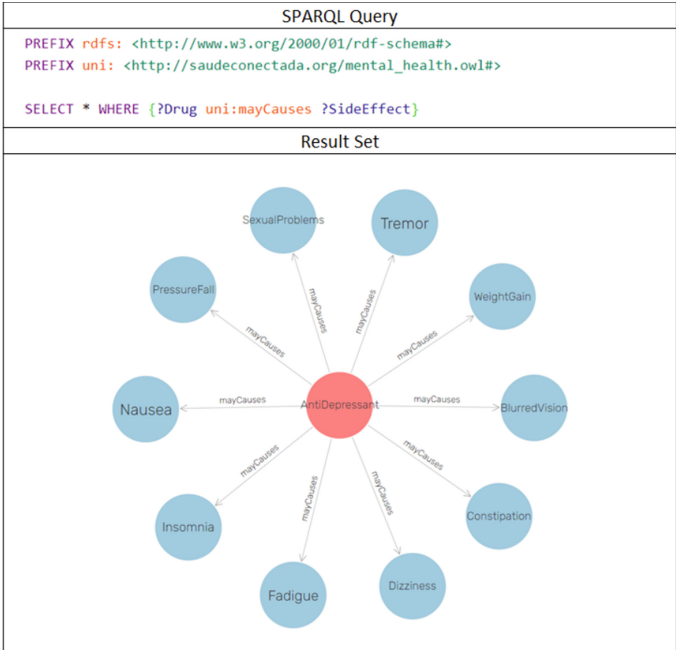 SPARQL Query
PREFIX rdfs: <http://www.w3.org/2000/01/rdf-schema#>
PREFIX uni: <http://saudeconectada.org/mental_health.owl#>
SELECT * WHERE {?Drug uni:mayCauses ?SideEffect}
Result Set
SexualProblems
Tremor
PressureFall
WeightGain
mayCauses
mayCauses
mayCauses
mayCauses
Nausea
mayCauses
AntiDepressant
mayCauses
BlurredVision
mayCauses
mayCauses
mayCauses
mayCauses
Insomnia
Constipation
Fadigue
Dizziness